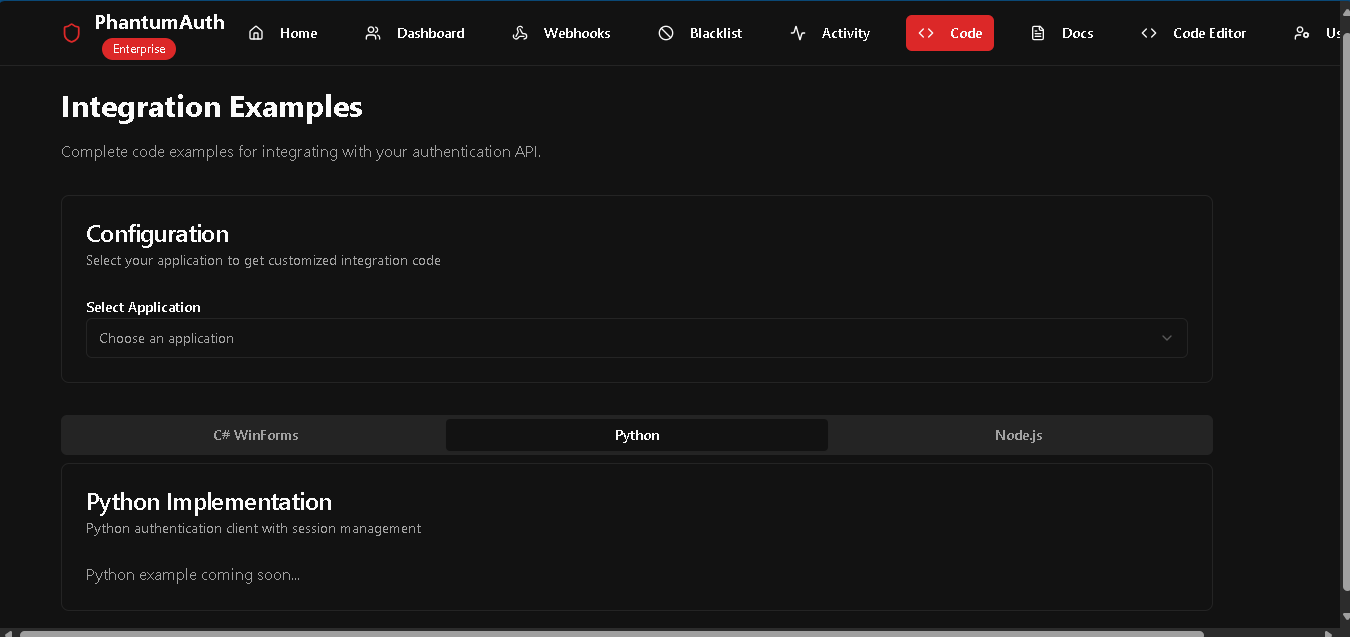 PhantumAuth
Enterprise
Home
Dashboard
Webhooks
Blacklist
Activity
Code
Docs
Code Editor
Integration Examples
Complete code examples for integrating with your authentication API.
Configuration
Select your application to get customized integration code
Select Application
Choose an application
C# WinForms
Python
Node.js
Python Implementation
Python authentication client with session management
Python example coming soon...